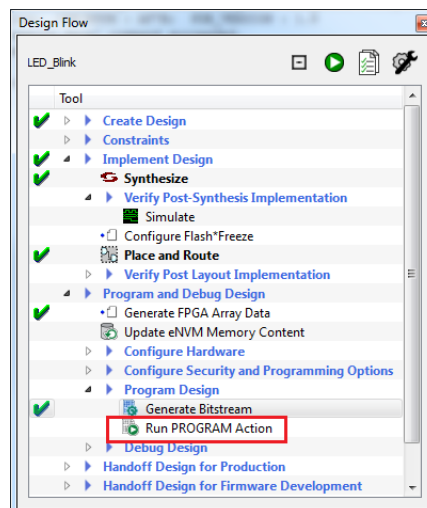 Design Flow
LED_Blink
Tool
Create Design
Constraints
Implement Design
Synthesize
Verify Post-Synthesis Implementation
Simulate
Configure Flash*Freeze
Place and Route
Verify Post Layout Implementation
Program and Debug Design
Generate FPGA Array Data
Update eNVM Memory Content
Configure Hardware
Configure Security and Programming Options
Program Design
Generate Bitstream
Run PROGRAM Action
Debug Design
Handoff Design for Production
Handoff Design for Firmware Development